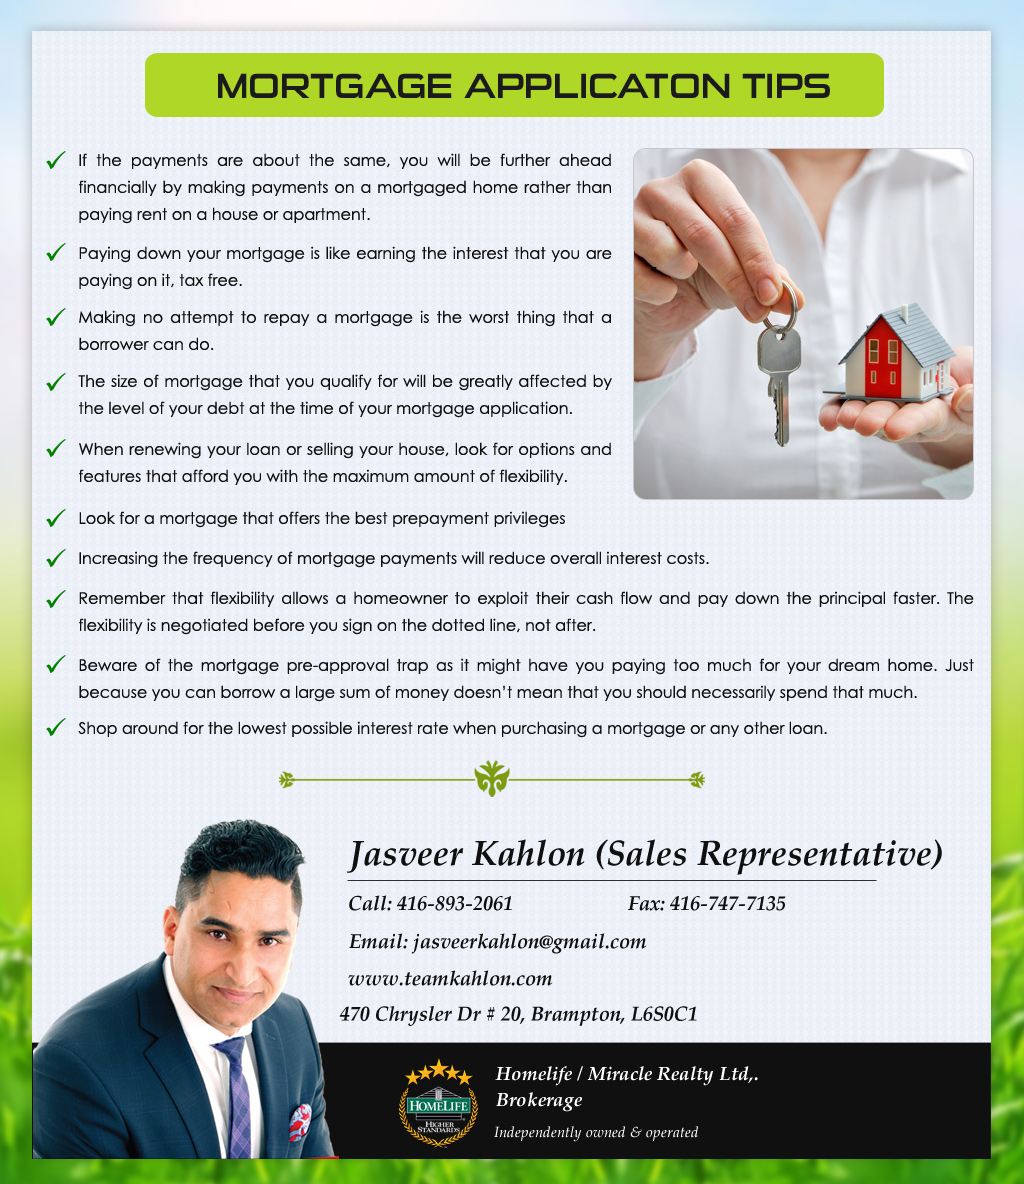 MORTGAGE APPLICATON TIPS
If the payments are about the same, you will be further ahead
financially by making payments on a mortgaged home rather than
paying rent on a house or apartment.
Paying down your mortgage is like earning the interest that you are
paying on it, tax free.
Making no attempt to repay a mortgage is the worst thing that a
borrower can do.
The size of mortgage that you qualify for will be greatly affected by
the level of your debt at the time of your mortgage application.
When renewing your loan or selling your house, look for options and
features that afford you with the maximum amount of flexibility.
Look for a mortgage that offers the best prepayment privileges
Increasing the frequency of mortgage payments will reduce overall interest costs.
Remember that flexibility allows a homeowner to exploit their cash flow and pay down the principal faster. The
flexibility is negotiated before you sign on the dotted line, not after.
Beware of the mortgage pre-approval trap as it might have you paying too much for your dream home. Just
because you can borrow a large sum of money doesn't mean that you should necessarily spend that much.
Shop around for the lowest possible interest rate when purchasing a mortgage or any other loan.
Jasveer Kahlon (Sales Representative)
Call: 416-893-2061 Fax: 416-747-7135
Email: jasveerkahlon@gmail.com
www.teamkahlon.com
470 Chrysler Dr # 20, Brampton, L6S0C1
Homelife / Miracle Realty Ltd,.
Brokerage
Independently owned & operated
HOMELIFE
HIGHER
STANDARDS